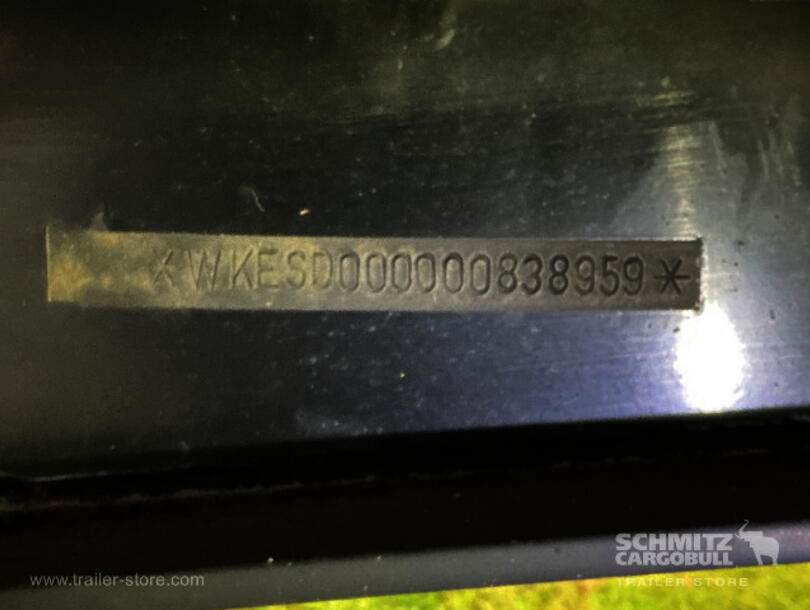 *WKESD000000838959*
SCHMITZ
CARGOBULL
TRAILER STORE
www.trailer-store.com